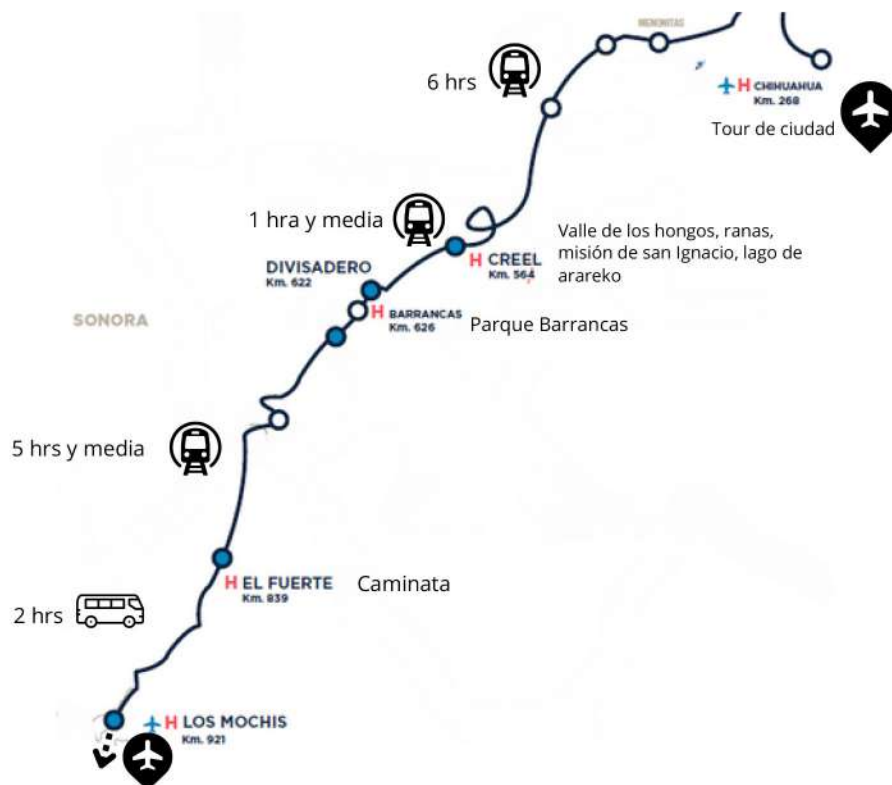 MENONITAS
6 hrs
H CHIHUAHUA
Km. 268
Tour de ciudad
1 hra y media
Valle de los hongos, ranas,
misión de san Ignacio, lago de
arareko
H CREEL
Km. 564
DIVISADERO
Km. 622
H BARRANCAS
Km. 626
Parque Barrancas
SONORA
5 hrs y media
H EL FUERTE
Km. 839
Caminata
2 hrs
H LOS MOCHIS
Km. 921